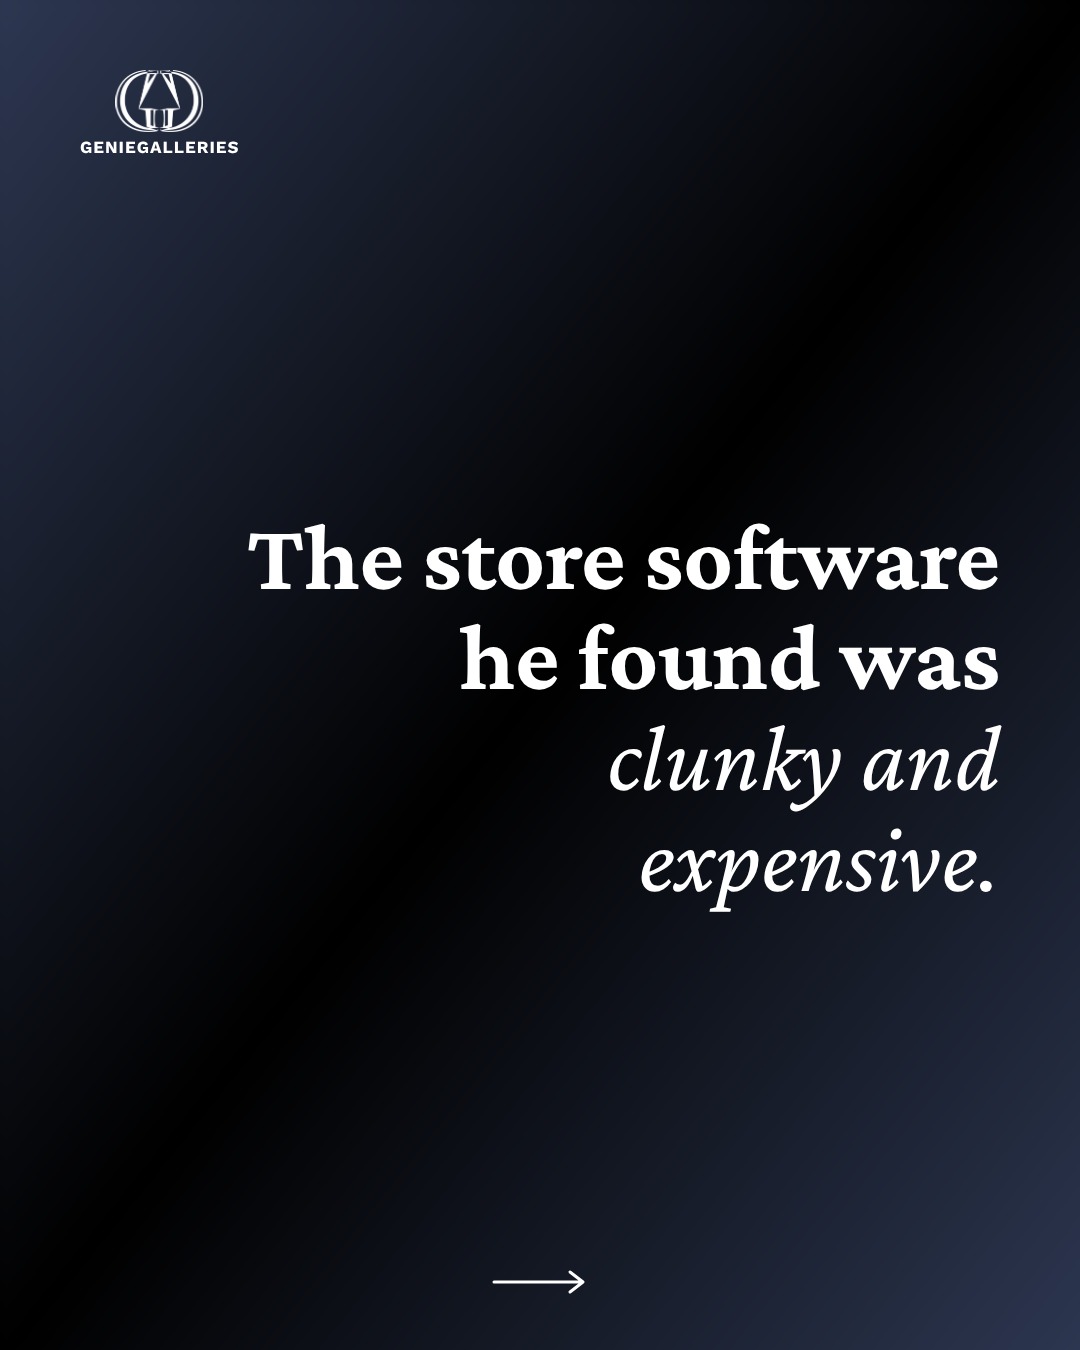 GENIEGALLERIES
The store software
he found was
clunky and
expensive.